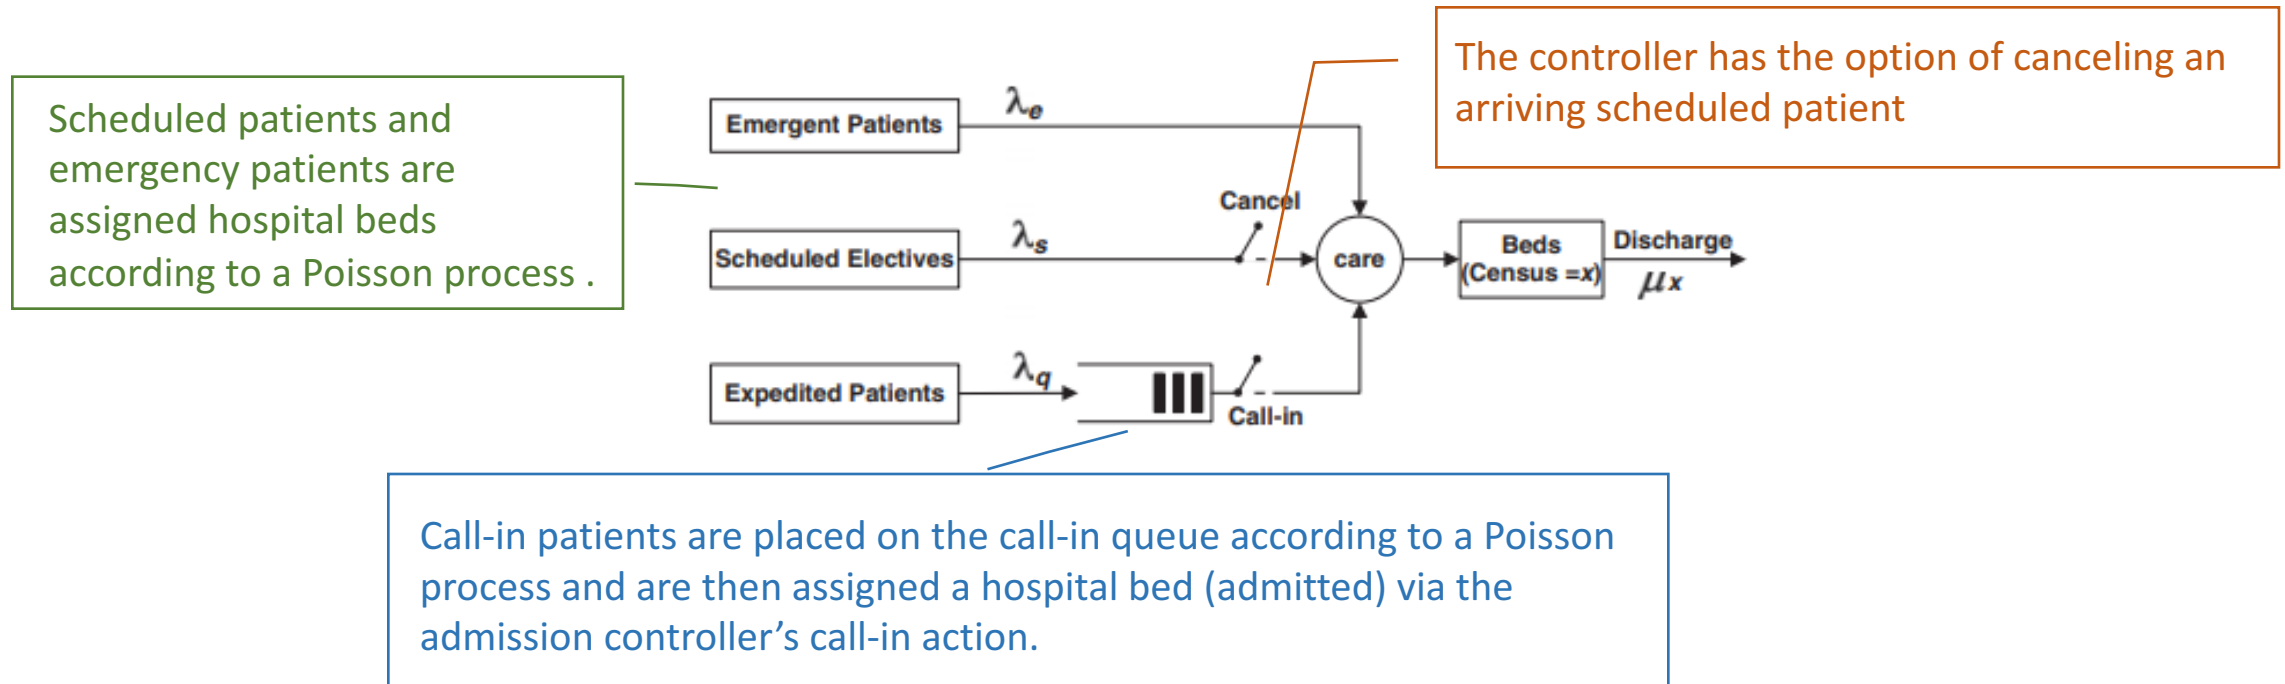 Scheduled patients and
emergency patients are
assigned hospital beds
according to a Poisson process .
The controller has the option of canceling an
arriving scheduled patient
Emergent Patients
λe
Cancel
Scheduled Electives
λs
care
Beds
(Census =x)
Discharge
μx
Expedited Patients
λq
Call-in
Call-in patients are placed on the call-in queue according to a Poisson
process and are then assigned a hospital bed (admitted) via the
admission controller’s call-in action.